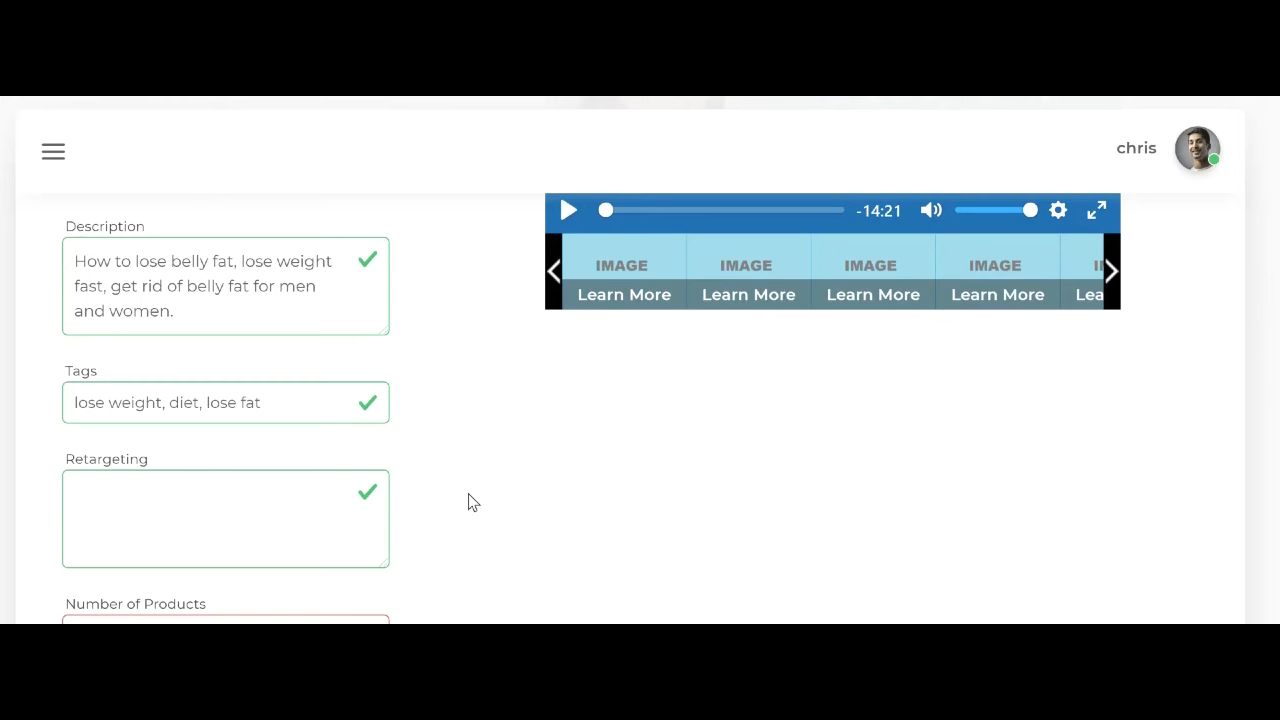 chris
Description
How to lose belly fat, lose weight
fast, get rid of belly fat for men
and women.
Tags
lose weight, diet, lose fat
Retargeting
Number of Products
-14:21
IMAGE IMAGE IMAGE IMAGE
Learn More Learn More Learn More Learn More Lea